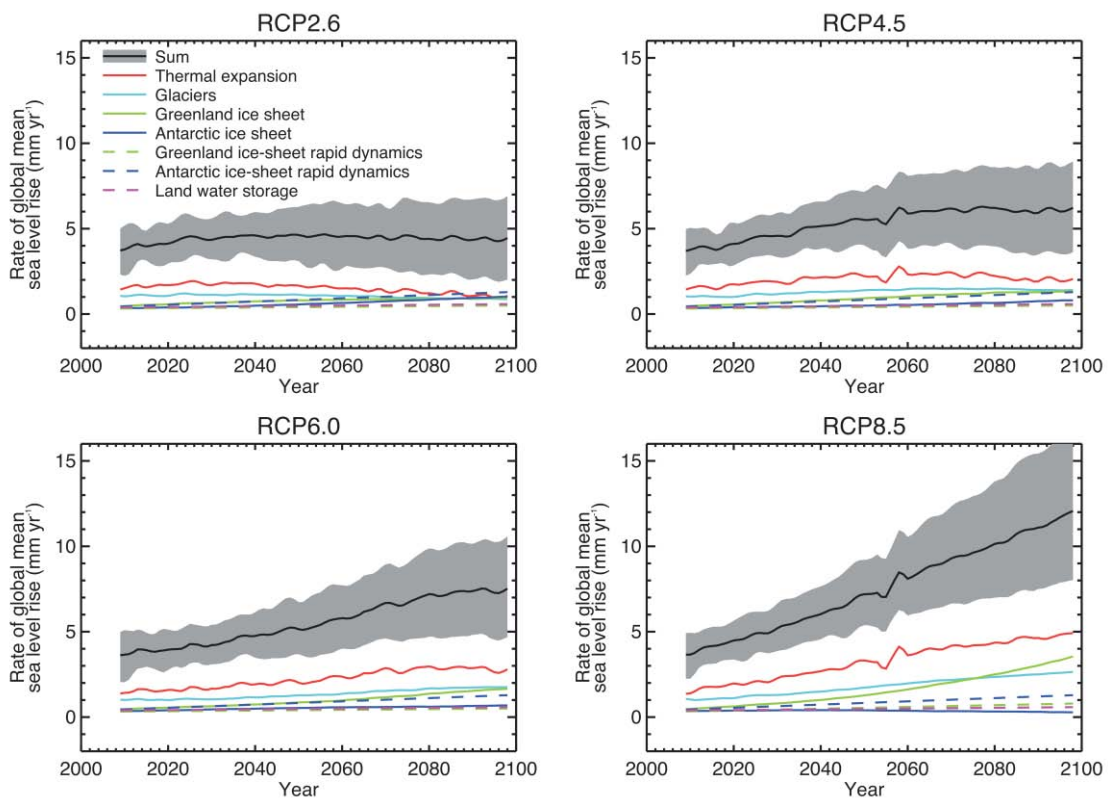 RCP2.6
Rate of global mean
sea level rise (mm yr⁻¹)
15
10
5
0
Sum
Thermal expansion
Glaciers
Greenland ice sheet
Antarctic ice sheet
Greenland ice-sheet rapid dynamics
Antarctic ice-sheet rapid dynamics
Land water storage
2000 2020 2040 2060 2080 2100
Year
RCP4.5
Rate of global mean
sea level rise (mm yr⁻¹)
15
10
5
0
2000 2020 2040 2060 2080 2100
Year
RCP6.0
Rate of global mean
sea level rise (mm yr⁻¹)
15
10
5
0
2000 2020 2040 2060 2080 2100
Year
RCP8.5
Rate of global mean
sea level rise (mm yr⁻¹)
15
10
5
0
2000 2020 2040 2060 2080 2100
Year